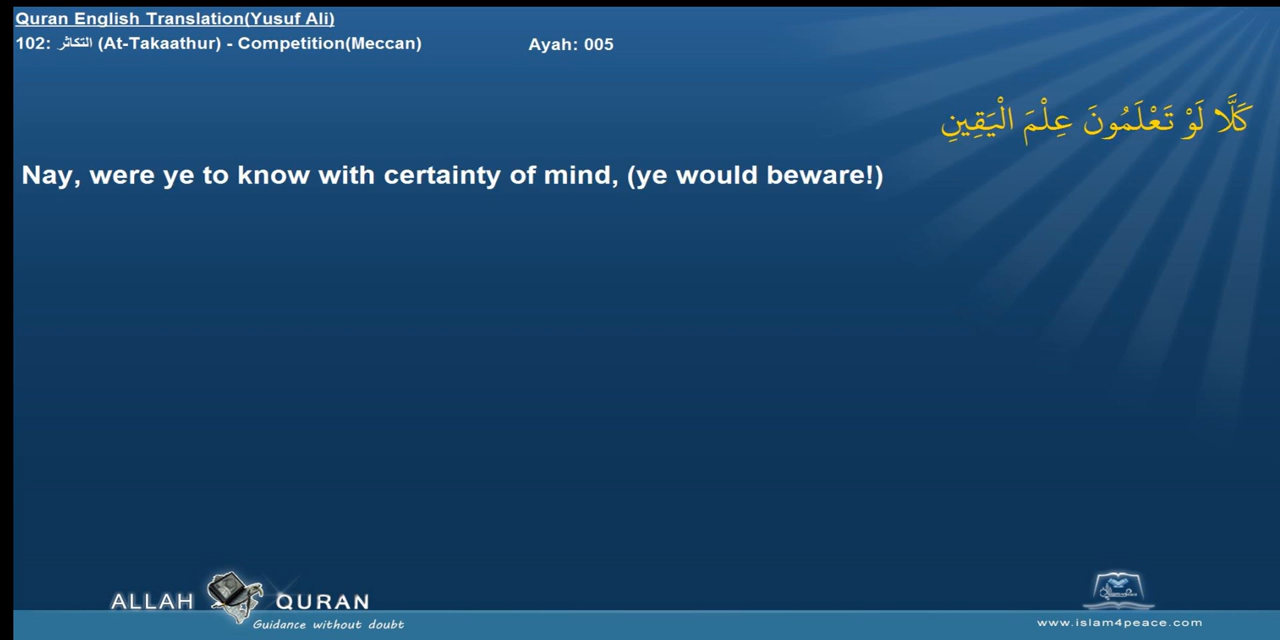 Quran English Translation(Yusuf Ali)
102: التكاثر (At-Takaathur) - Competition(Meccan) Ayah: 005
كَلَّا لَوْ تَعْلَمُونَ عِلْمَ الْيَقِينِ
Nay, were ye to know with certainty of mind, (ye would beware!)
ALLAH QURAN
Guidance without doubt
www.islam4peace.com